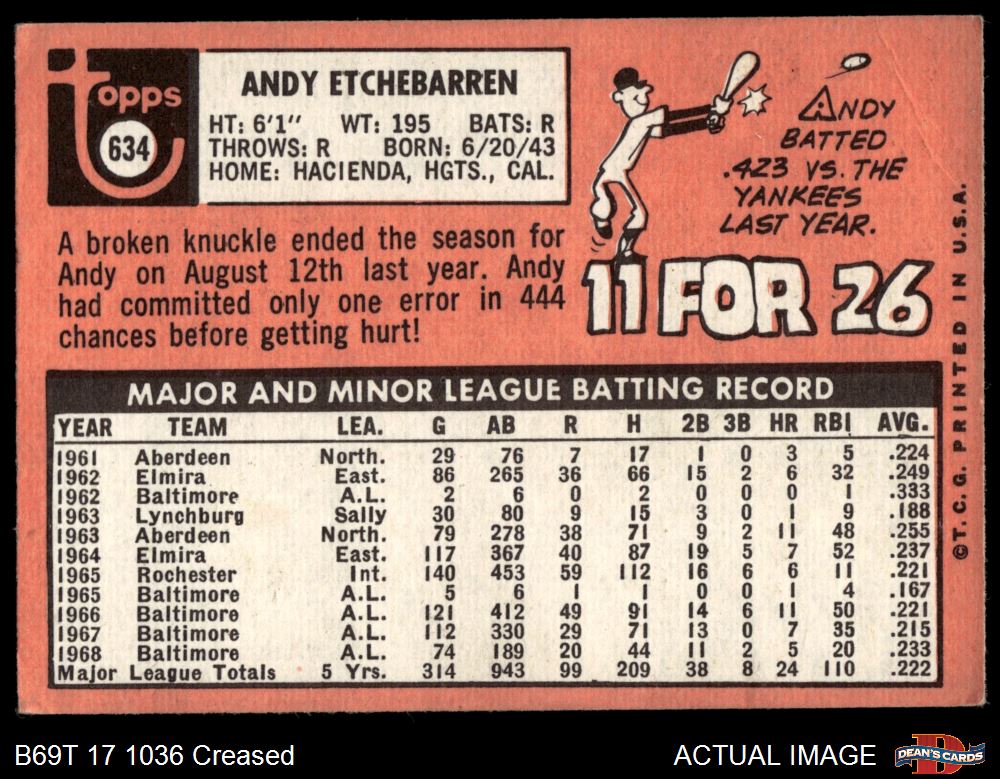 topps
634
ANDY ETCHEBARREN
HT: 6'1" WT: 195 BATS: R
THROWS: R BORN: 6/20/43
HOME: HACIENDA, HGTS., CAL.
A broken knuckle ended the season for
Andy on August 12th last year. Andy
had committed only one error in 444
chances before getting hurt!
ANDY
BATTED
.423 VS. THE
YANKEES
LAST YEAR.
11 FOR 26
MAJOR AND MINOR LEAGUE BATTING RECORD
YEAR TEAM LEA. G AB R H 2B 3B HR RBI AVG.
1961 Aberdeen North. 29 76 7 17 1 0 3 5 .224
1962 Elmira East. 86 265 36 66 15 2 6 32 .249
1962 Baltimore A.L. 2 6 0 2 0 0 0 1 .333
1963 Lynchburg Sally 30 80 9 15 3 0 1 9 .188
1963 Aberdeen North. 79 278 38 71 9 2 11 48 .255
1964 Elmira East. 117 367 40 87 19 5 7 52 .237
1965 Rochester Int. 140 453 59 112 16 6 6 11 .221
1965 Baltimore A.L. 5 6 1 1 0 0 1 4 .167
1966 Baltimore A.L. 121 412 49 91 14 6 11 50 .221
1967 Baltimore A.L. 112 330 29 71 13 0 7 35 .215
1968 Baltimore A.L. 74 189 20 44 11 2 5 20 .233
Major League Totals 5 Yrs. 314 943 99 209 38 8 24 110 .222
©T.C.G. PRINTED IN U.S.A.
B69T 17 1036 Creased
ACTUAL IMAGE
D
DEAN'S CARDS